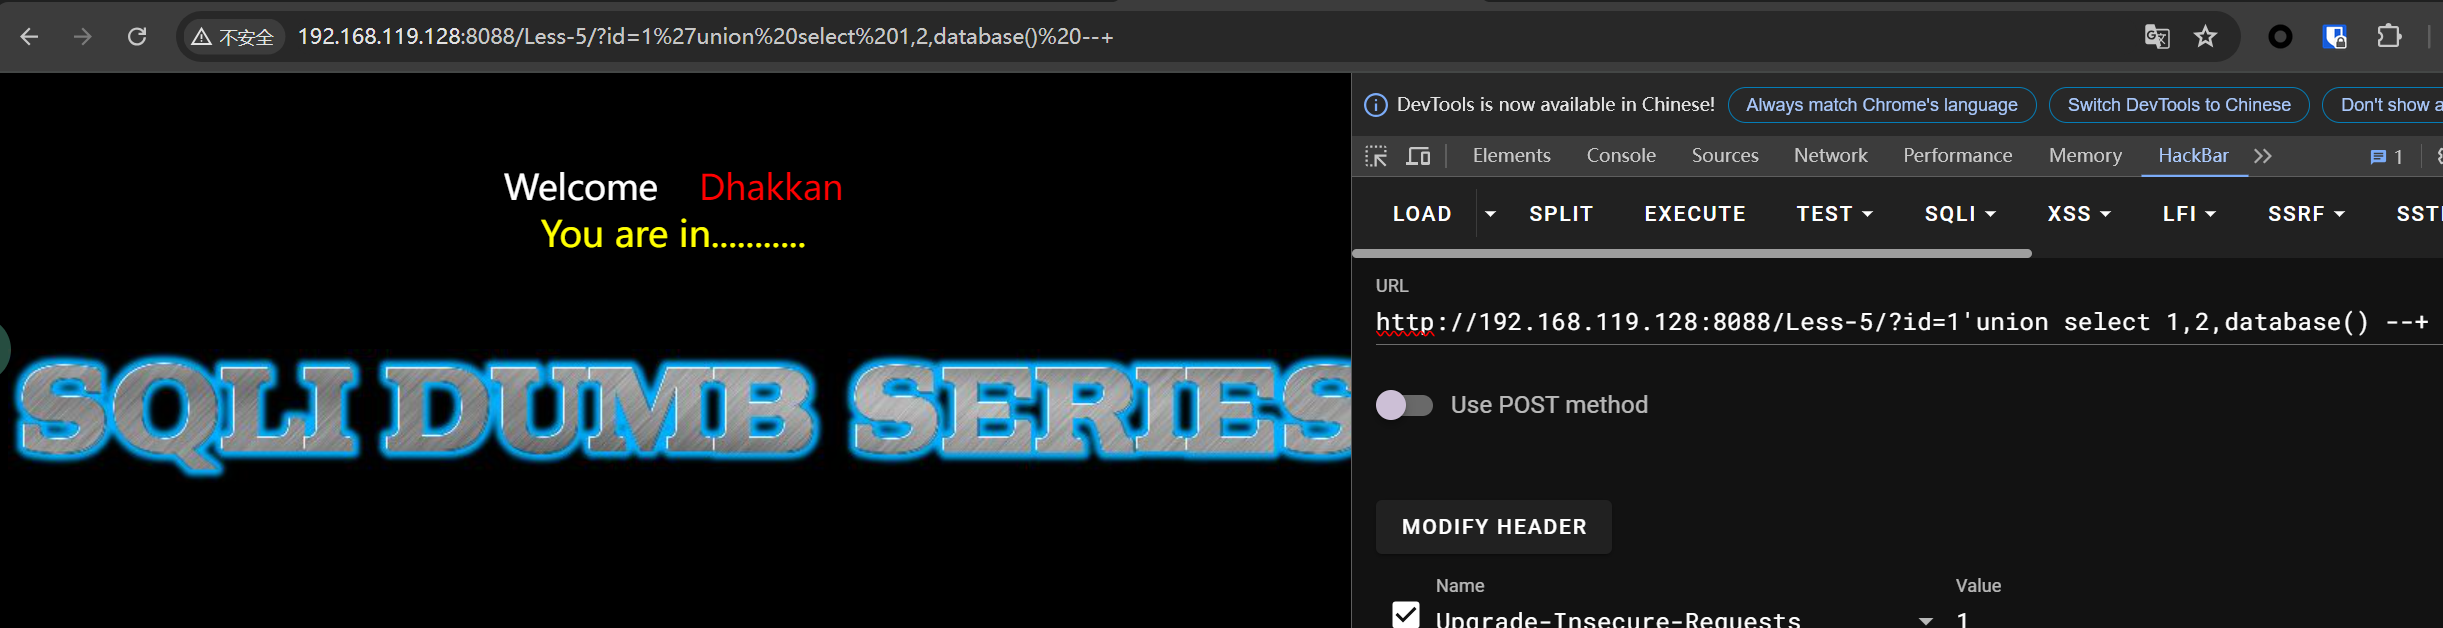 不安全 192.168.119.128:8088/Less-5/?id=1%27union%20select%201,2,database()%20--+
Welcome Dhakkan
You are in...........
SQLI DUMB SERIES
DevTools is now available in Chinese! Always match Chrome's language Switch DevTools to Chinese Don't show a
Elements Console Sources Network Performance Memory HackBar 1
LOAD SPLIT EXECUTE TEST SQLI XSS LFI SSRF SSTI
URL
http://192.168.119.128:8088/Less-5/?id=1'union select 1,2,database() --+
Use POST method
MODIFY HEADER
Name Value
Upgrade-Insecure-Requests 1